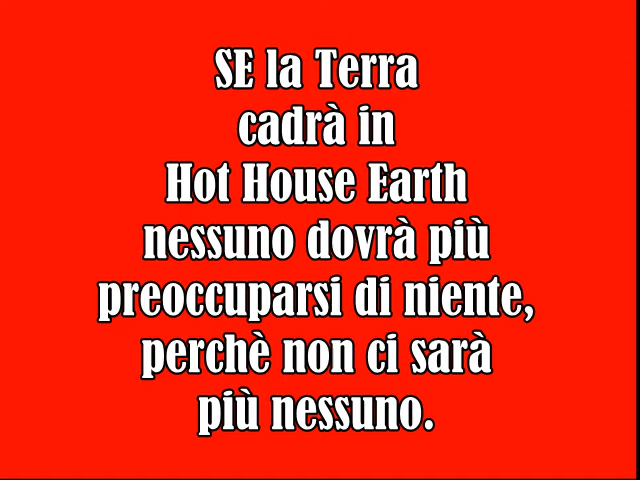 SE la Terra
cadrà in
Hot House Earth
nessuno dovrà più
preoccuparsi di niente,
perchè non ci sarà
più nessuno.